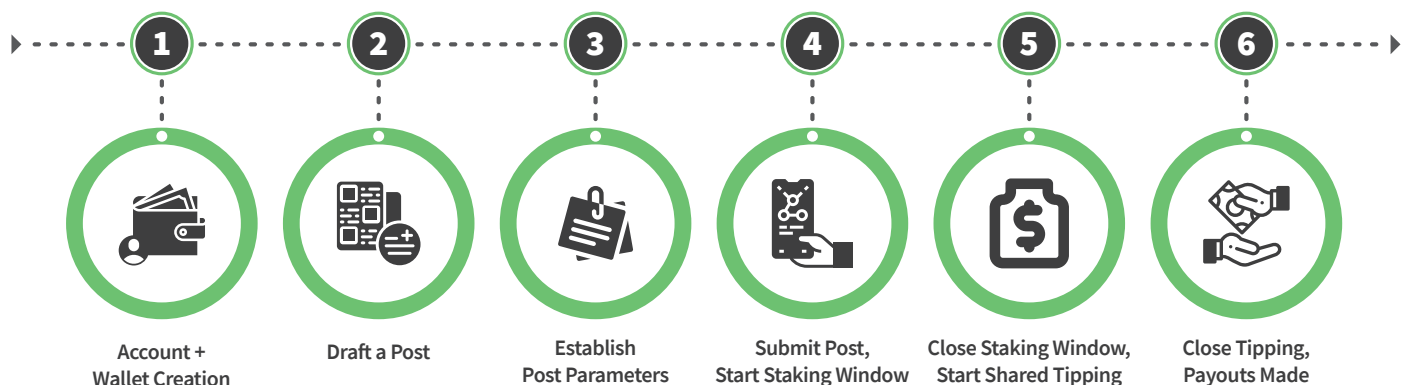 1 2 3 4 5 6
Account +
Wallet Creation
Draft a Post
Establish
Post Parameters
Submit Post,
Start Staking Window
$
Close Staking Window,
Start Shared Tipping
Close Tipping,
Payouts Made